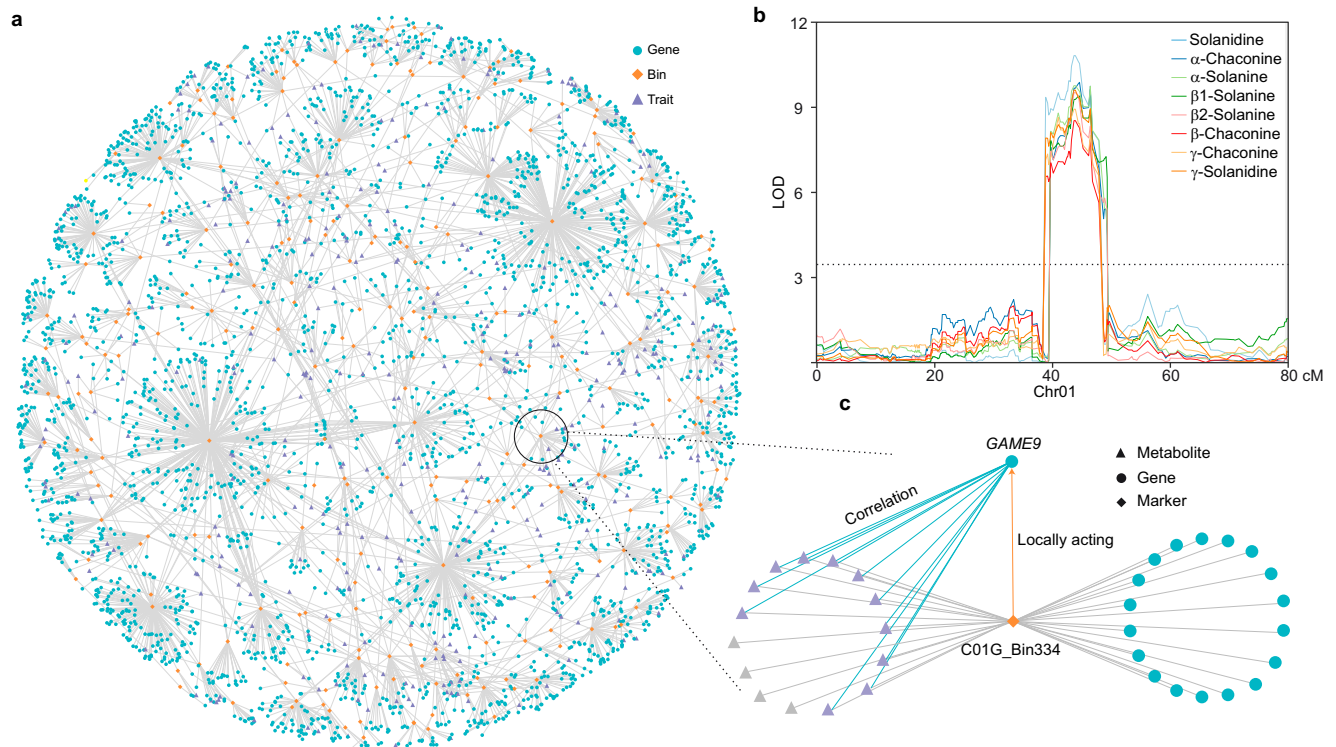 a
Gene
Bin
Trait
b
12
9
6
3
LOD
0
20
40
60
80 cM
Chr01
Solanidine
α-Chaconine
α-Solanine
β1-Solanine
β2-Solanine
β-Chaconine
γ-Chaconine
γ-Solanidine
c
GAME9
Metabolite
Gene
Marker
Correlation
Locally acting
C01G_Bin334